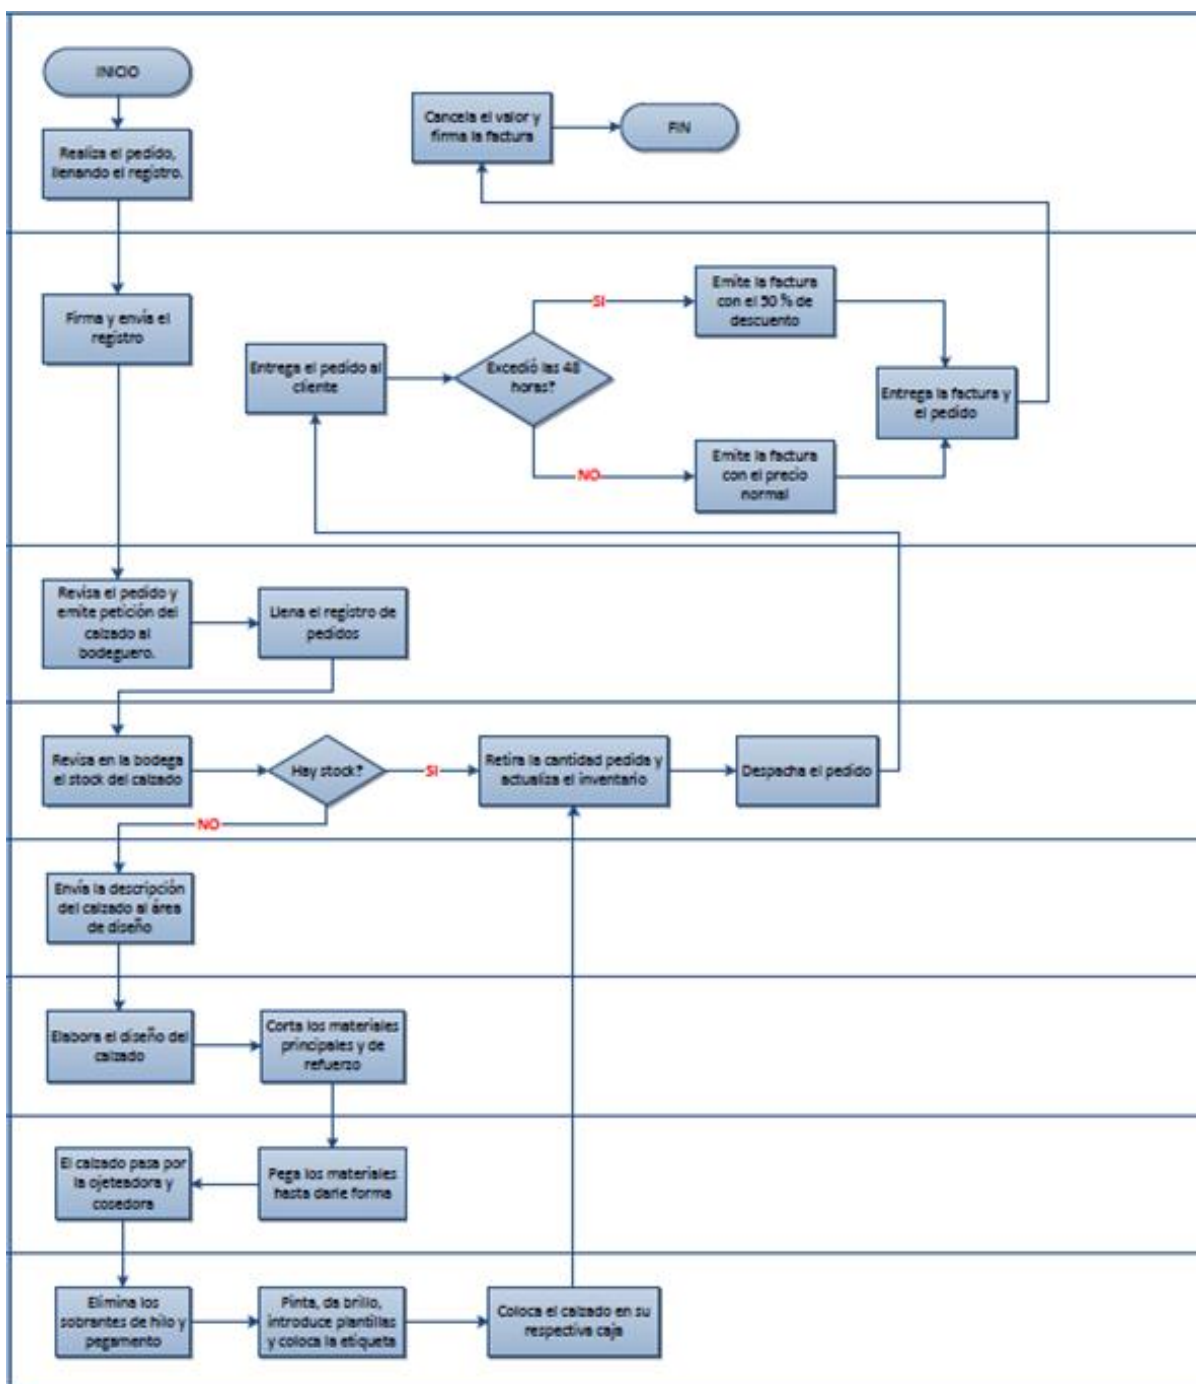 INICIO
Realiza el pedido,
llenando el registro.
Cancela el valor y
firma la factura
FIN
Firma y envía el
registro
Entrega el pedido al
cliente
Excedió las 48
horas?
SI
NO
Emite la factura
con el 50 % de
descuento
Emite la factura
con el precio
normal
Entrega la factura y
el pedido
Revisa el pedido y
emite petición del
calzado al
bodeguero.
Llena el registro de
pedidos
Revisa en la bodega
el stock del calzado
Hay stock?
SI
NO
Retira la cantidad pedida y
actualiza el inventario
Despacha el pedido
Envía la descripción
del calzado al área
de diseño
Elabora el diseño del
calzado
Corta los materiales
principales y de
refuerzo
El calzado pasa por
la ojeteadora y
cosedora
Pega los materiales
hasta darle forma
Elimina los
sobrantes de hilo y
pegamento
Pinta, da brillo,
introduce plantillas
y coloca la etiqueta
Coloca el calzado en su
respectiva caja